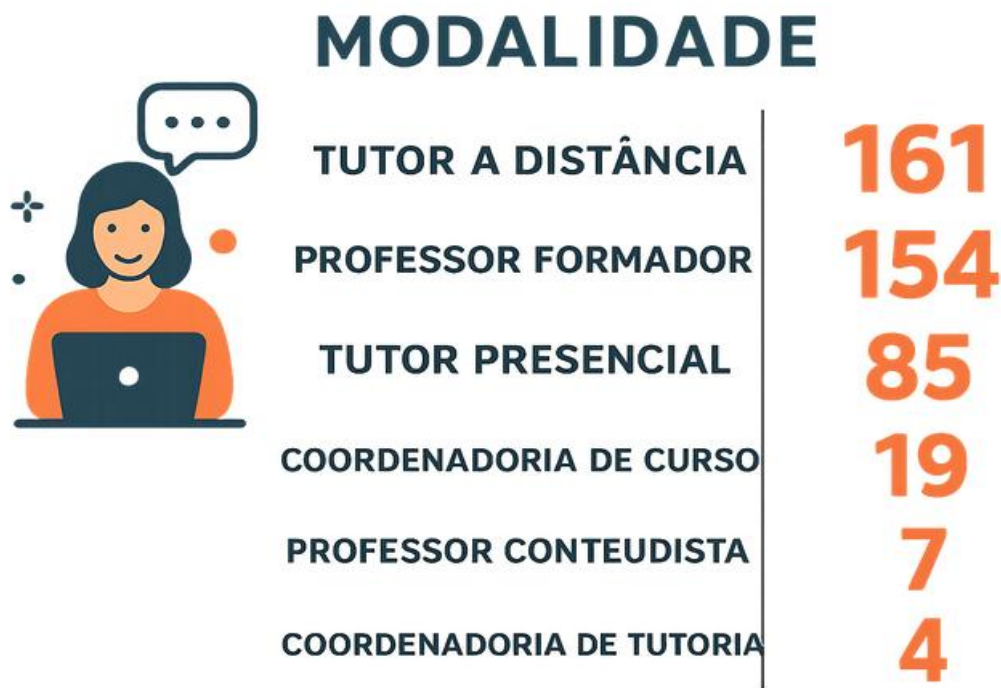 MODALIDADE
TUTOR A DISTÂNCIA 161
PROFESSOR FORMADOR 154
TUTOR PRESENCIAL 85
COORDENADORIA DE CURSO 19
PROFESSOR CONTEUDISTA 7
COORDENADORIA DE TUTORIA 4